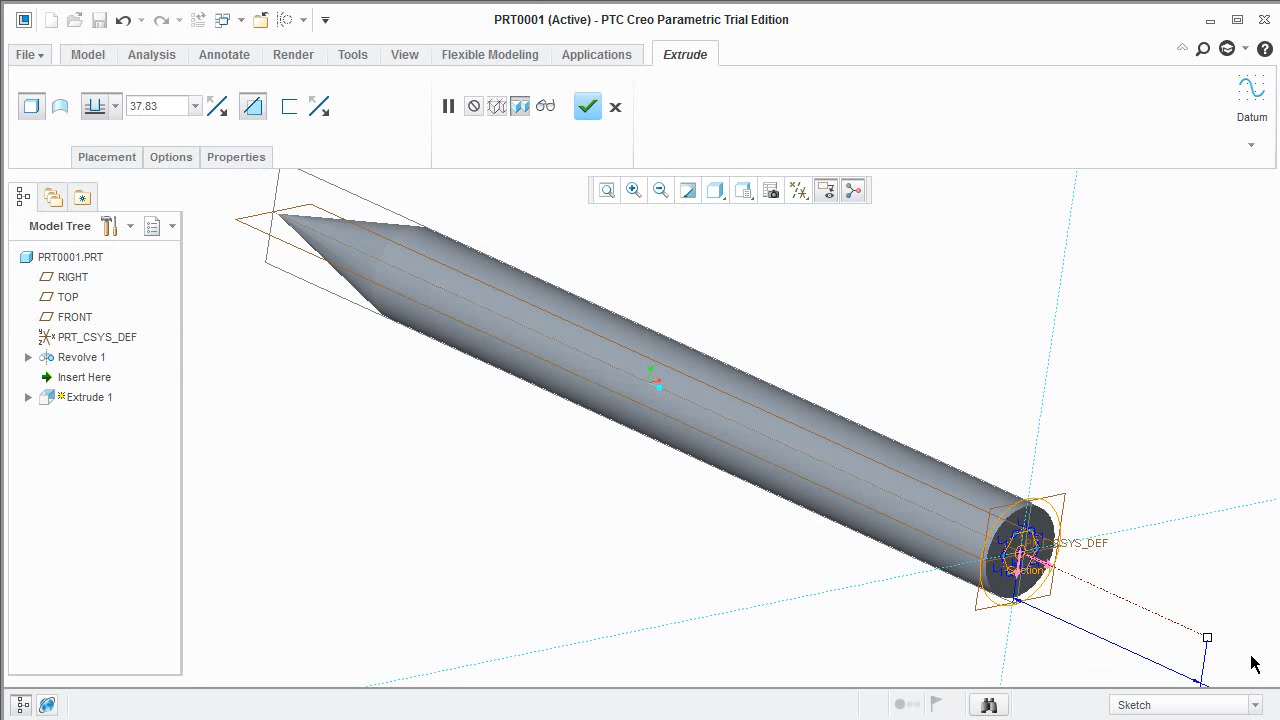 PRT0001 (Active) - PTC Creo Parametric Trial Edition
File Model Analysis Annotate Render Tools View Flexible Modeling Applications Extrude
37.83
Datum
Placement Options Properties
Model Tree
PRT0001.PRT
RIGHT
TOP
FRONT
PRT_CSYS_DEF
Revolve 1
Insert Here
Extrude 1
Section
Sketch